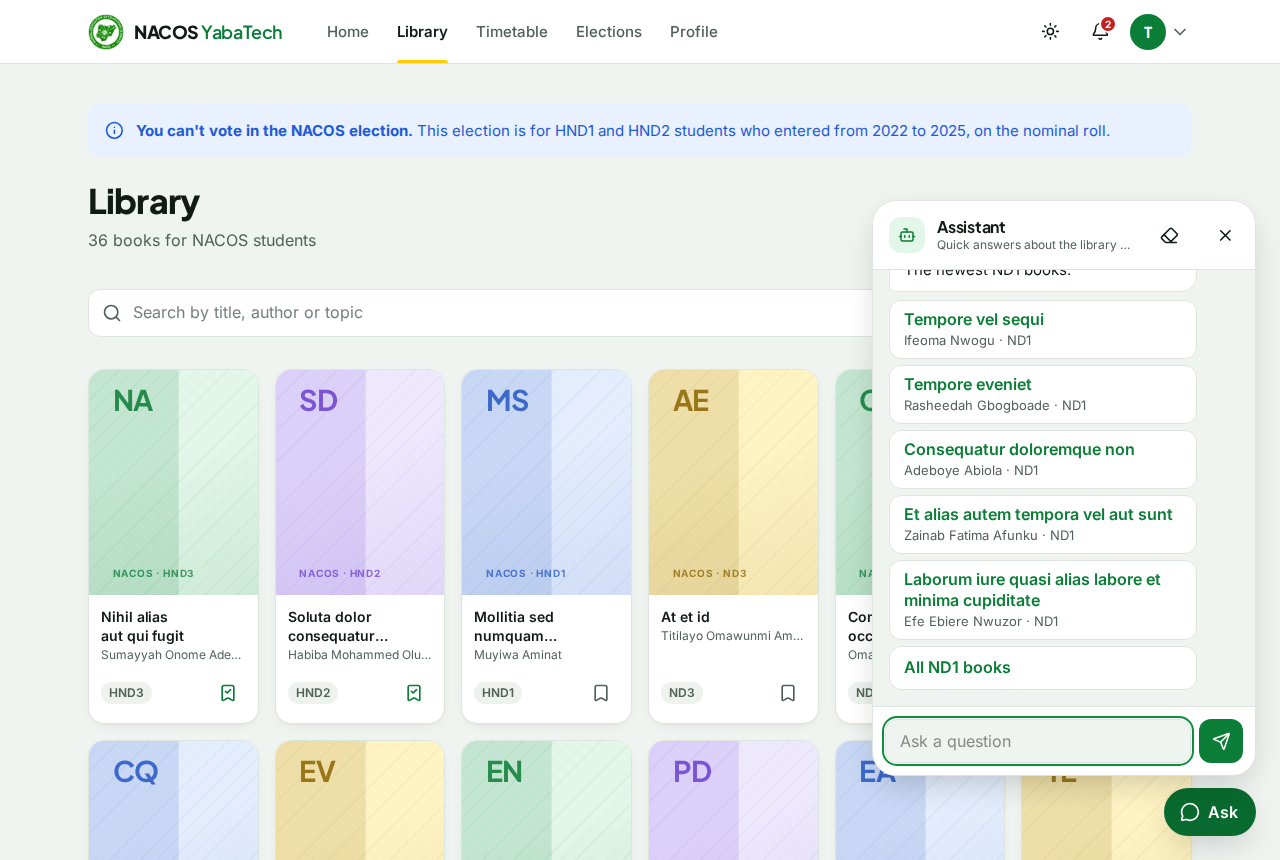 NACOS YabaTech
Home
Library
Timetable
Elections
Profile
2
T
You can't vote in the NACOS election. This election is for HND1 and HND2 students who entered from 2022 to 2025, on the nominal roll.
Library
36 books for NACOS students
Search by title, author or topic
NA
NACOS · HND3
Nihil alias
aut qui fugit
Sumayyah Onome Ade...
HND3
SD
NACOS · HND2
Soluta dolor
consequatur...
Habiba Mohammed Olu...
HND2
MS
NACOS · HND1
Mollitia sed
numquam...
Muyiwa Aminat
HND1
AE
NACOS · ND3
At et id
Titilayo Omawunmi Am...
ND3
CQ
EV
EN
PD
EA
Assistant
Quick answers about the library ...
The newest ND1 books.
Tempore vel sequi
Ifeoma Nwogu · ND1
Tempore eveniet
Rasheedah Gbogboade · ND1
Consequatur doloremque non
Adeboye Abiola · ND1
Et alias autem tempora vel aut sunt
Zainab Fatima Afunku · ND1
Laborum iure quasi alias labore et
minima cupiditate
Efe Ebiere Nwuzor · ND1
All ND1 books
Ask a question
Ask